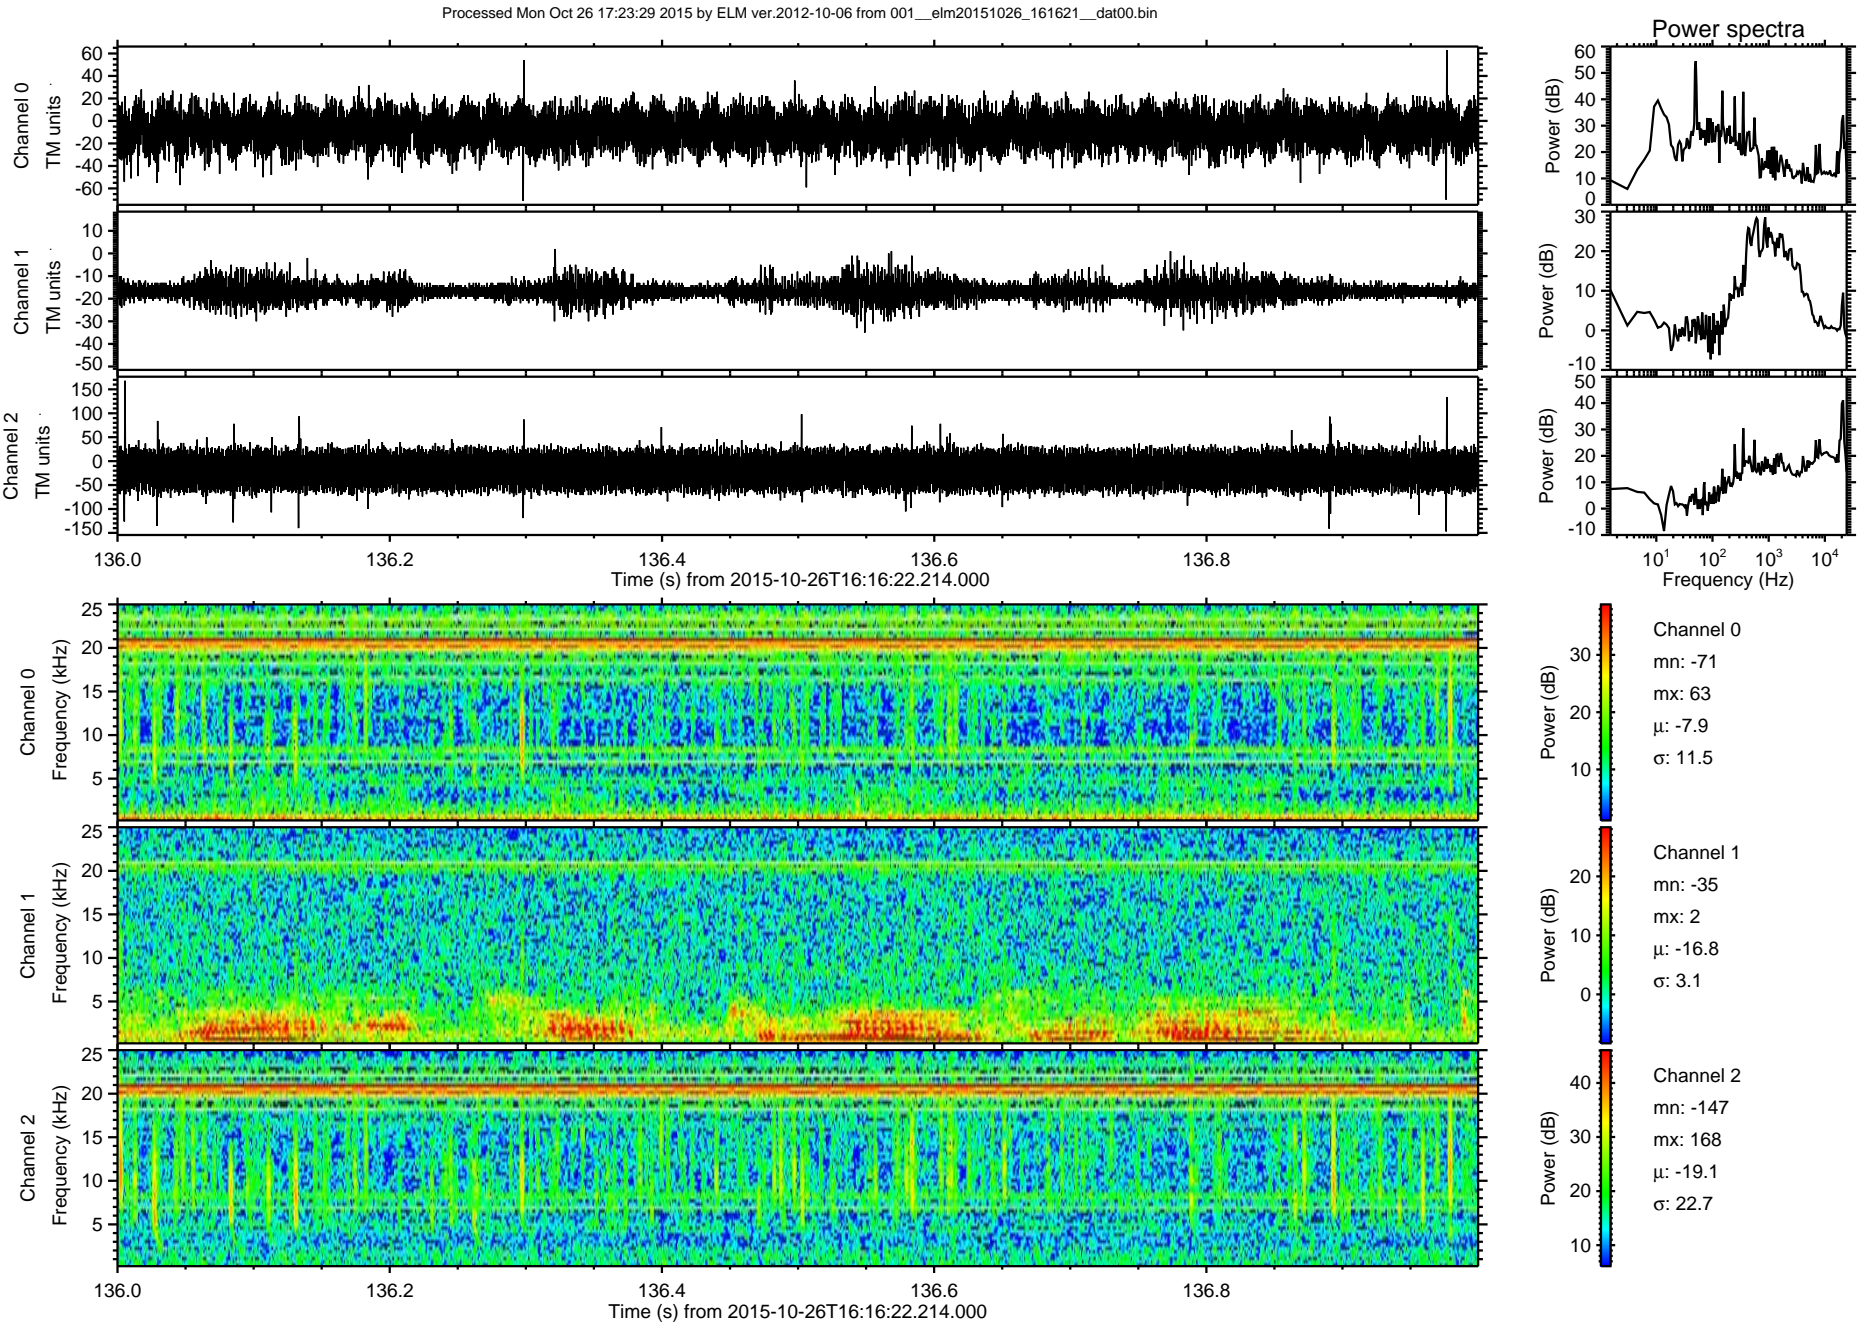 Processed Mon Oct 26 17:23:29 2015 by ELM ver.2012-10-06 from 001__elm20151026_161621__dat00.bin
Power spectra
Channel 0
TM units
60
40
20
0
-20
-40
-60
Power (dB)
60
50
40
30
20
10
0
Channel 1
TM units
10
0
-10
-20
-30
-40
-50
Power (dB)
30
20
10
0
-10
Channel 2
TM units
150
100
50
0
-50
-100
-150
Power (dB)
50
40
30
20
10
0
-10
136.0 136.2 136.4 136.6 136.8
Time (s) from 2015-10-26T16:16:22.214.000
10¹ 10² 10³ 10⁴
Frequency (Hz)
Channel 0
Frequency (kHz)
25
20
15
10
5
Power (dB)
30
20
10
Channel 0
mn: -71
mx: 63
μ: -7.9
σ: 11.5
Channel 1
Frequency (kHz)
25
20
15
10
5
Power (dB)
20
10
0
Channel 1
mn: -35
mx: 2
μ: -16.8
σ: 3.1
Channel 2
Frequency (kHz)
25
20
15
10
5
Power (dB)
40
30
20
10
Channel 2
mn: -147
mx: 168
μ: -19.1
σ: 22.7
136.0 136.2 136.4 136.6 136.8
Time (s) from 2015-10-26T16:16:22.214.000